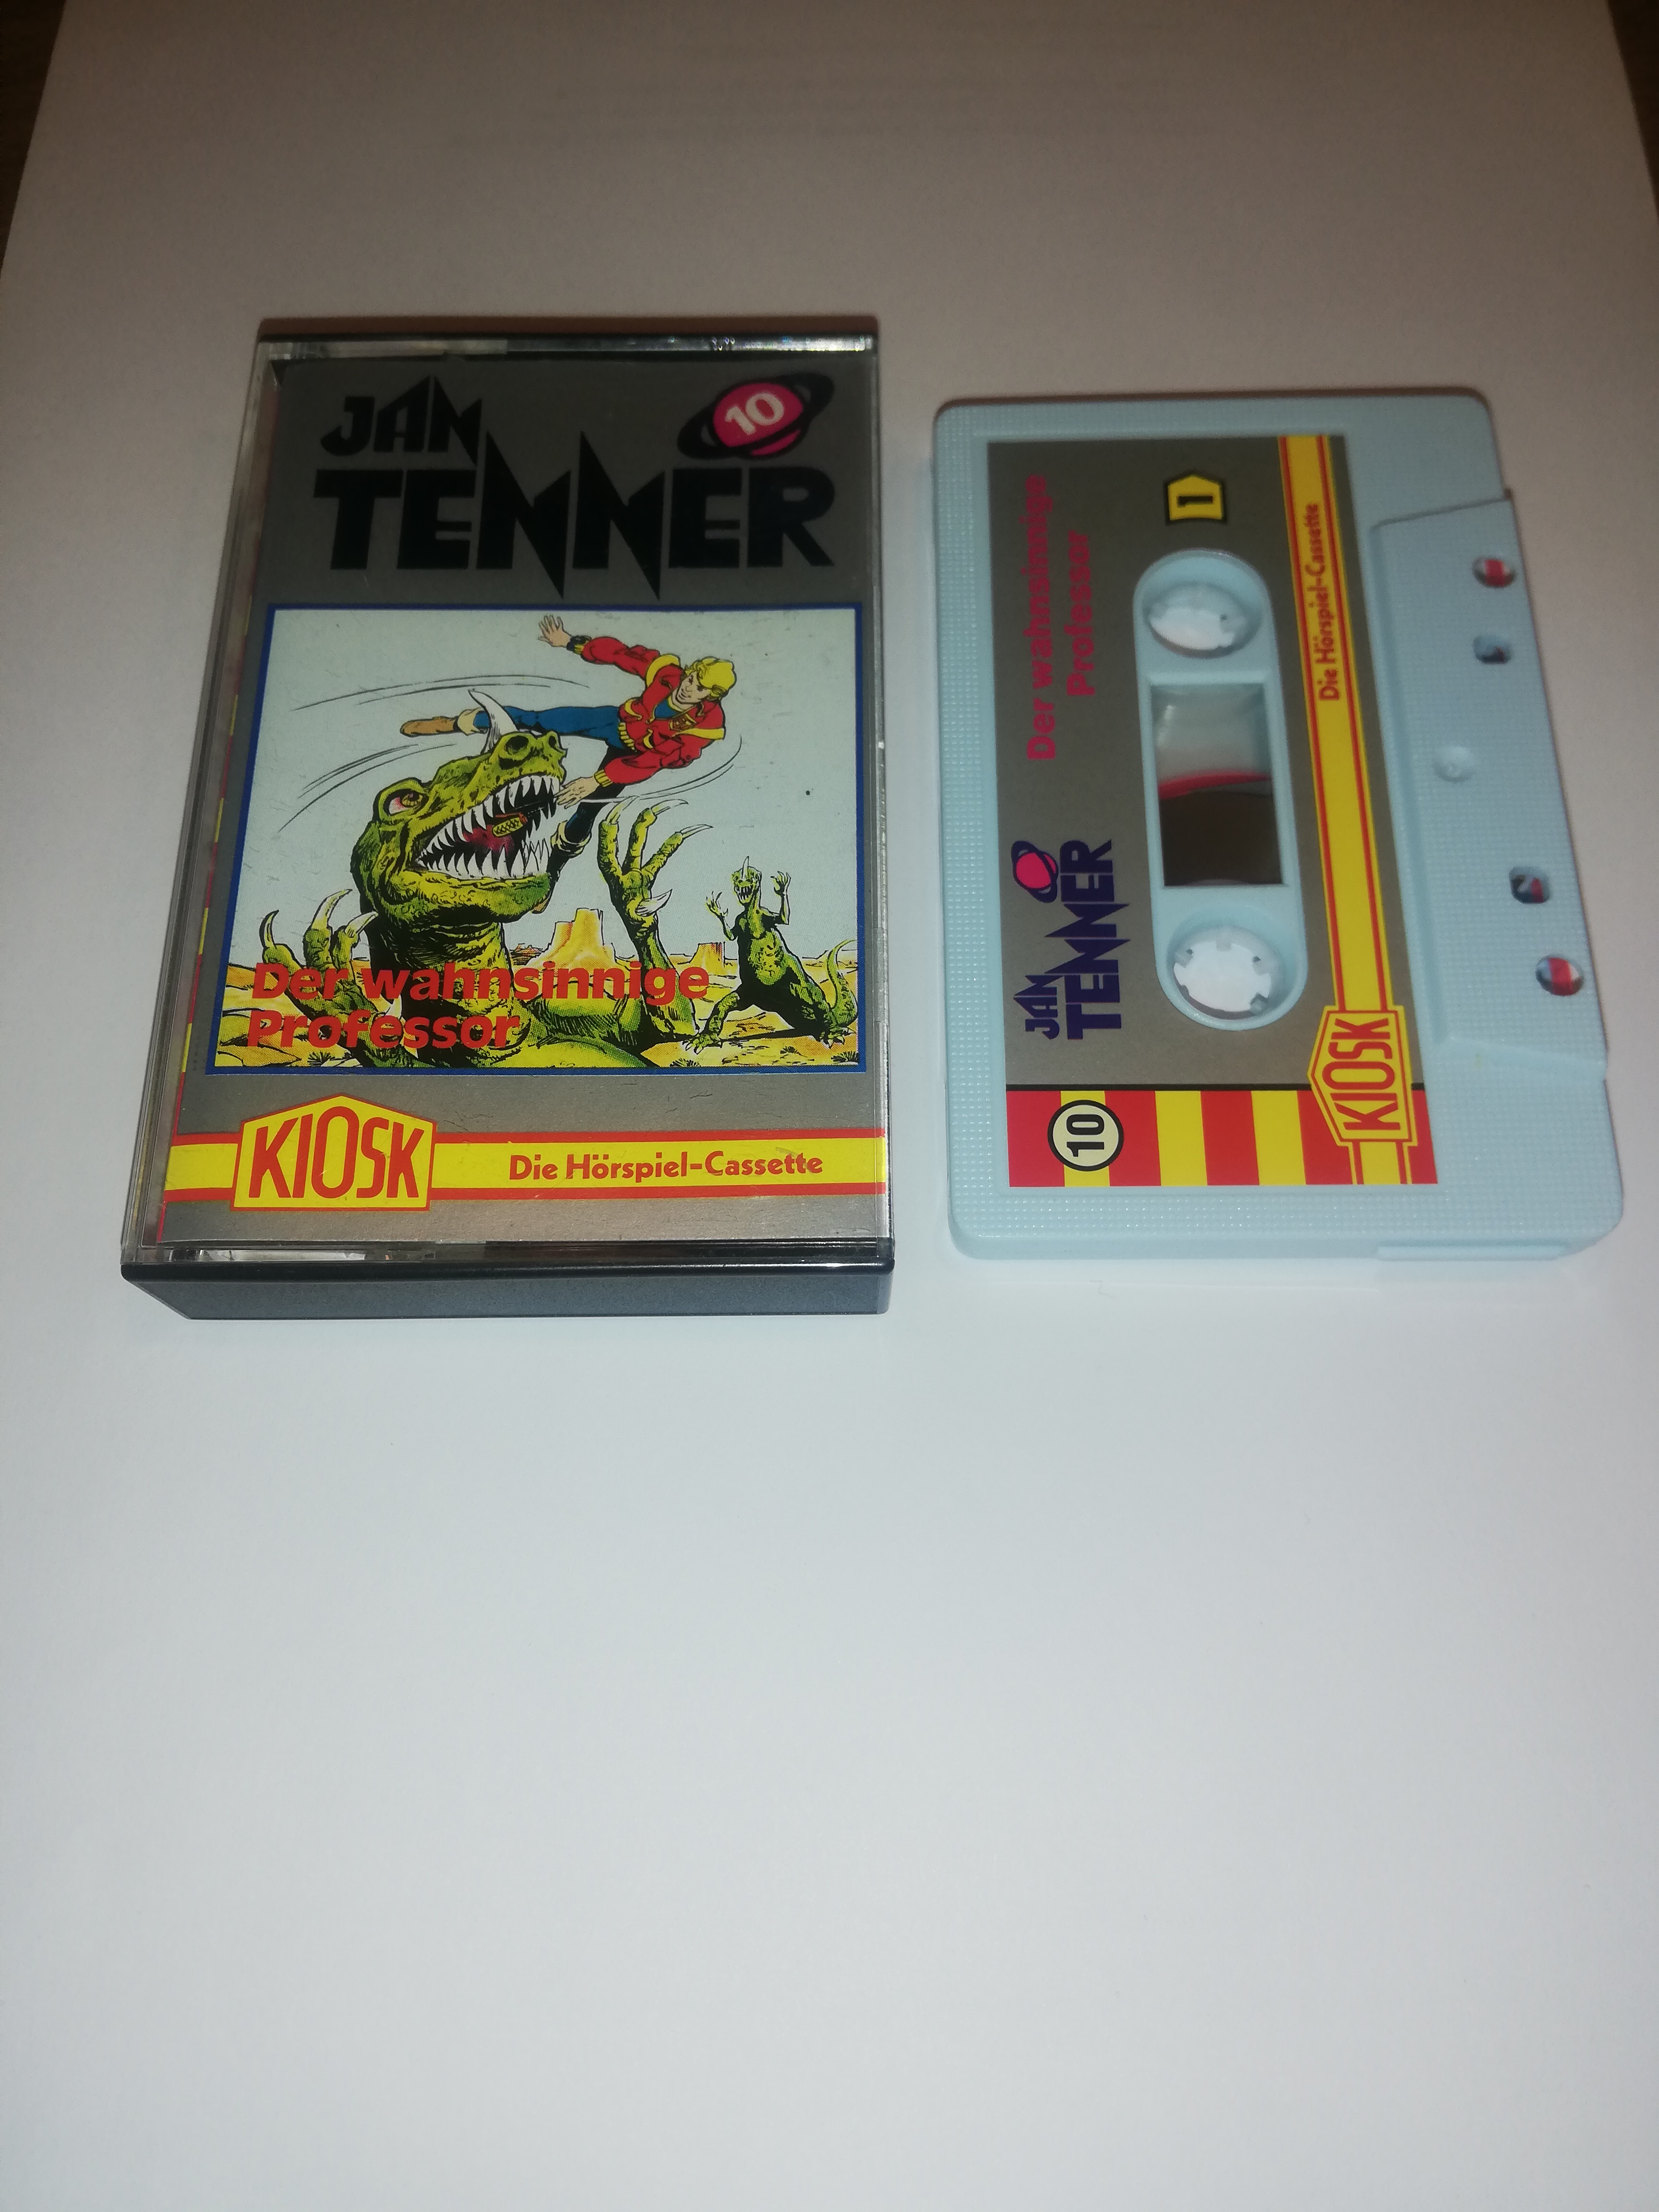 JAN
10
TENNER
Der wahnsinnige
Professor
KIOSK
Die Hörspiel-Cassette
Der wahnsinnige
Professor
1
JAN
TENNER
Die Hörspiel-Cassette
10
KIOSK